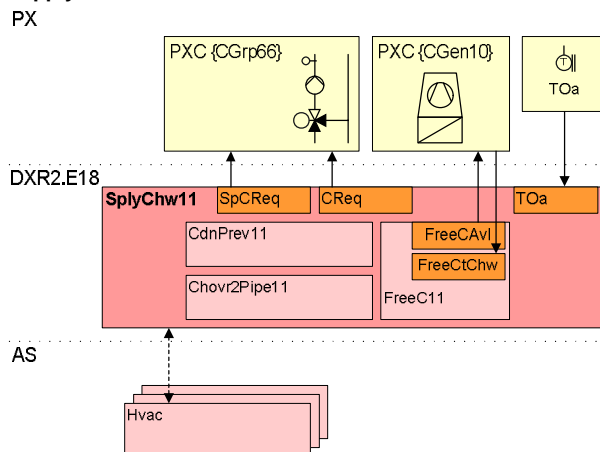 PX
PXC {CGrp66}
PXC {CGen10}
T
TOa
DXR2.E18
SplyChw11
SpCReq
CReq
TOa
CdnPrev11
FreeCAvl
FreeCtChw
Chovr2Pipe11
FreeC11
AS
Hvac